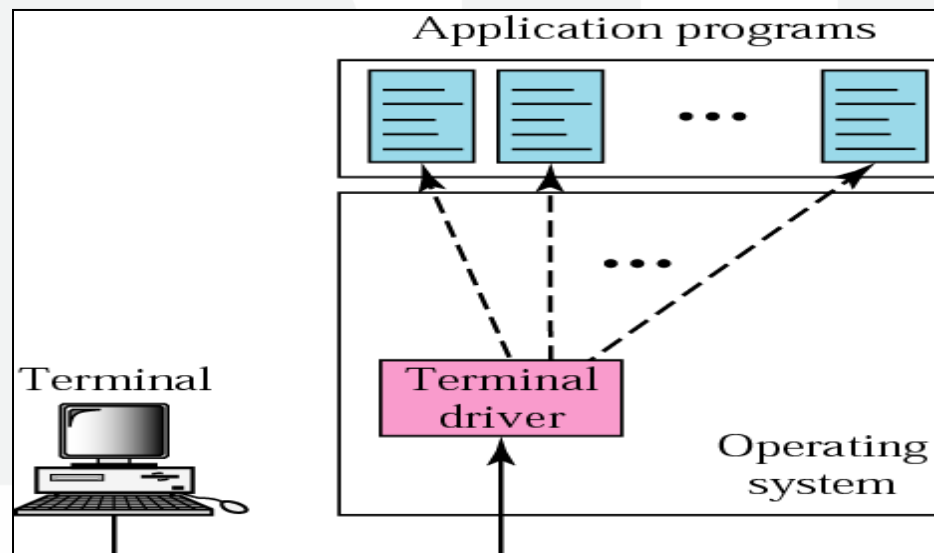 Application programs
Terminal
Terminal
driver
Operating
system